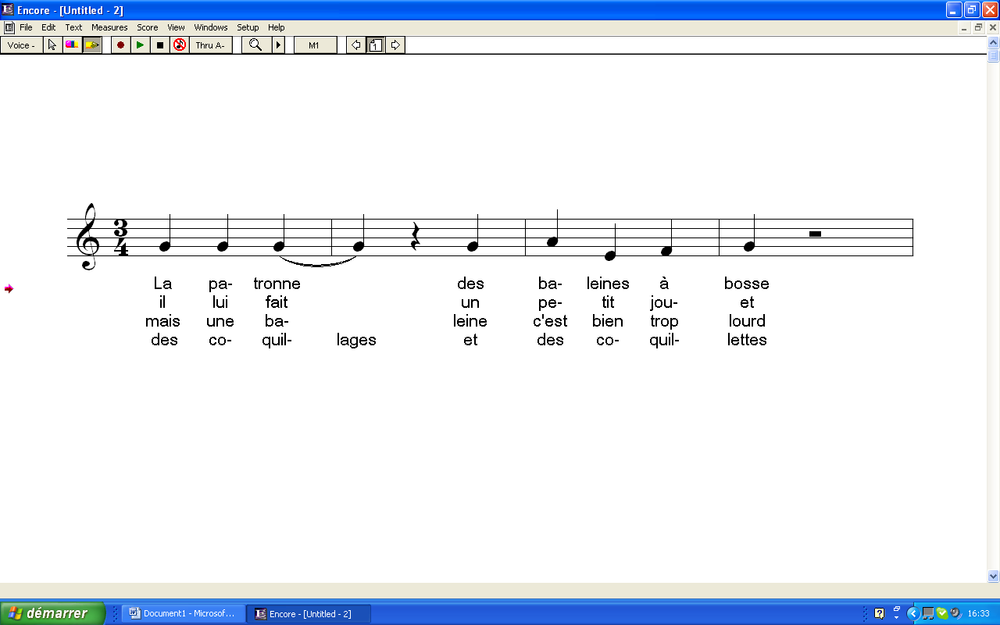 Encore - [Untitled - 2]
File Edit Text Measures Score View Windows Setup Help
Voice - Thru A- M1 1
3
4
La pa- tronne des ba- leines à bosse
il lui fait un pe- tit jou- et
mais une ba- leine c'est bien trop lourd
des co- quil- lages et des co- quil- lettes
démarrer Document1 - Microsof... Encore - [Untitled - 2] 16:33